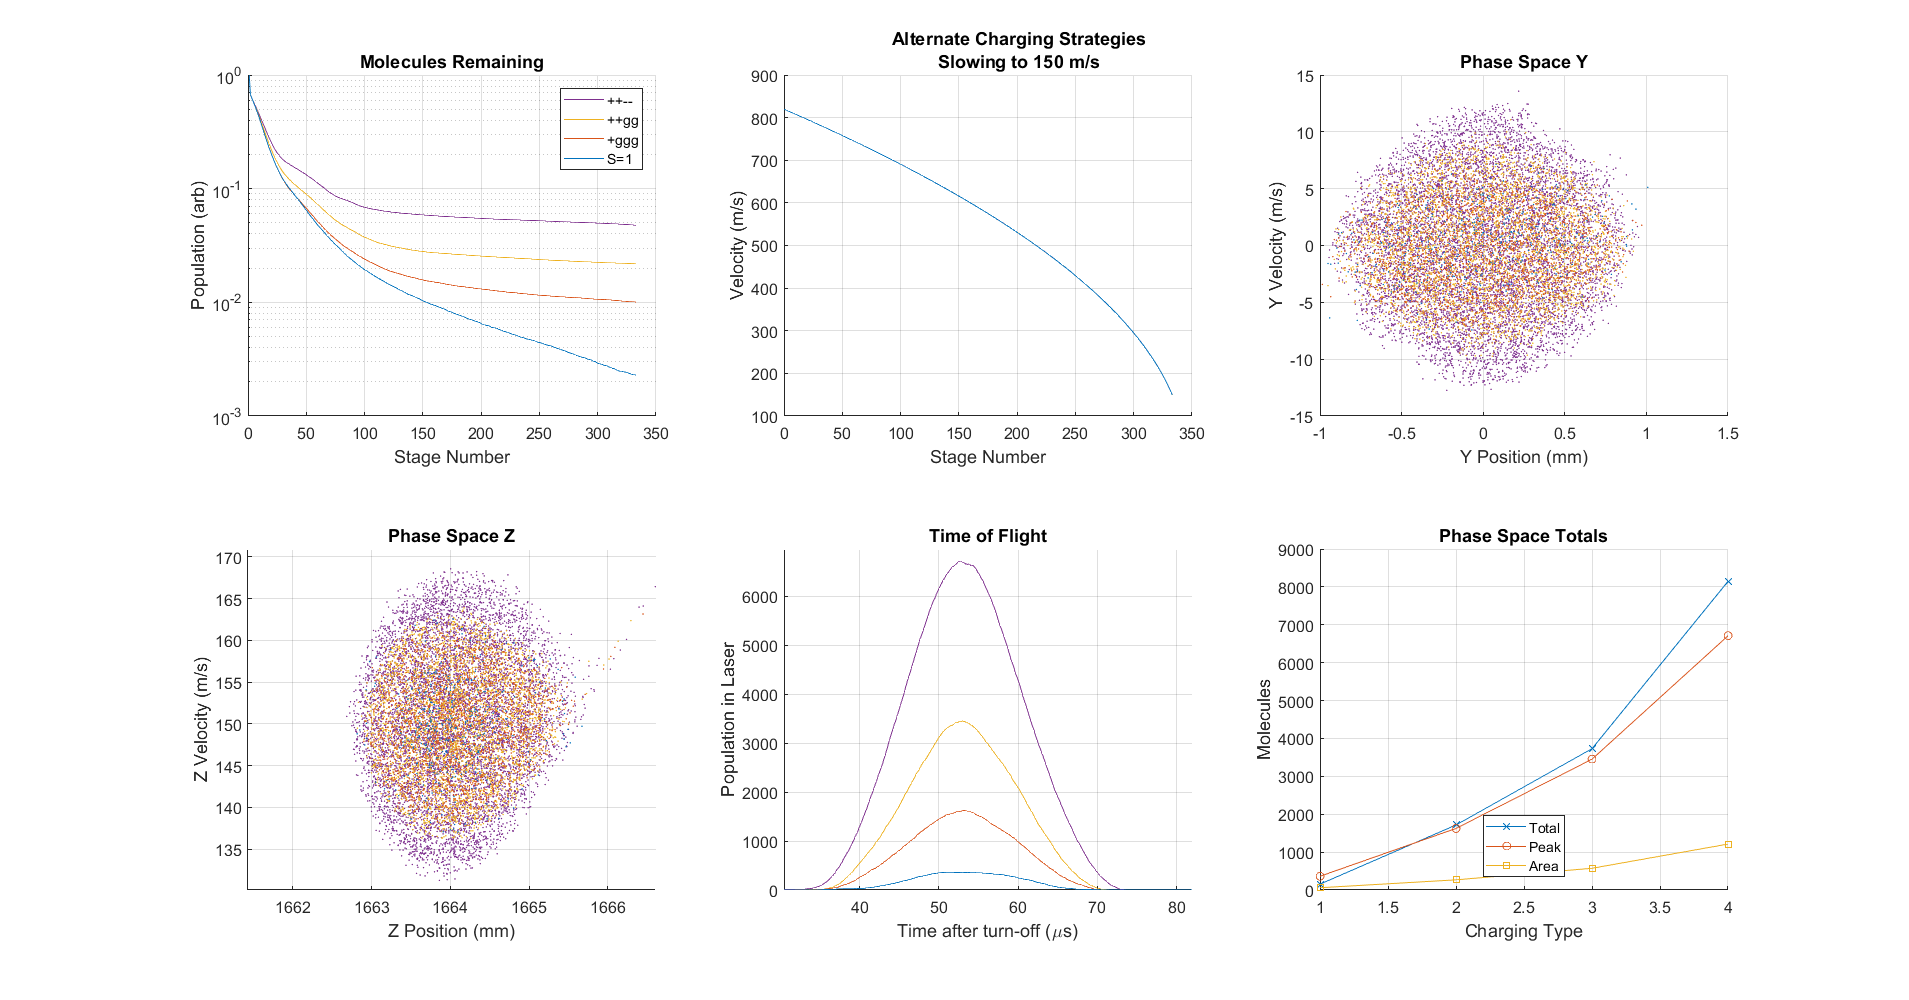 Molecules Remaining
10^0
10^-1
10^-2
10^-3
Population (arb)
0 50 100 150 200 250 300 350
Stage Number
++--
++gg
+ggg
S=1
Alternate Charging Strategies
Slowing to 150 m/s
900
800
700
600
500
400
300
200
100
Velocity (m/s)
0 50 100 150 200 250 300 350
Stage Number
Phase Space Y
15
10
5
0
-5
-10
-15
Y Velocity (m/s)
-1 -0.5 0 0.5 1 1.5
Y Position (mm)
Phase Space Z
170
165
160
155
150
145
140
135
Z Velocity (m/s)
1662 1663 1664 1665 1666
Z Position (mm)
Time of Flight
6000
5000
4000
3000
2000
1000
0
Population in Laser
40 50 60 70 80
Time after turn-off (μs)
Phase Space Totals
9000
8000
7000
6000
5000
4000
3000
2000
1000
0
Molecules
1 1.5 2 2.5 3 3.5 4
Charging Type
Total
Peak
Area